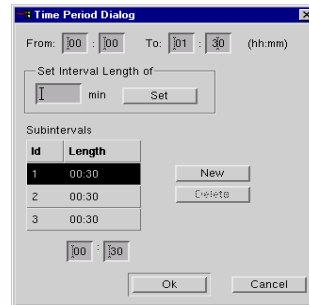 Time Period Dialog
From: 00 : 00 To: 01 : 30 (hh:mm)
Set Interval Length of
min Set
Subintervals
Id Length
1 00:30 New
2 00:30 Delete
3 00:30
00 : 30
Ok Cancel